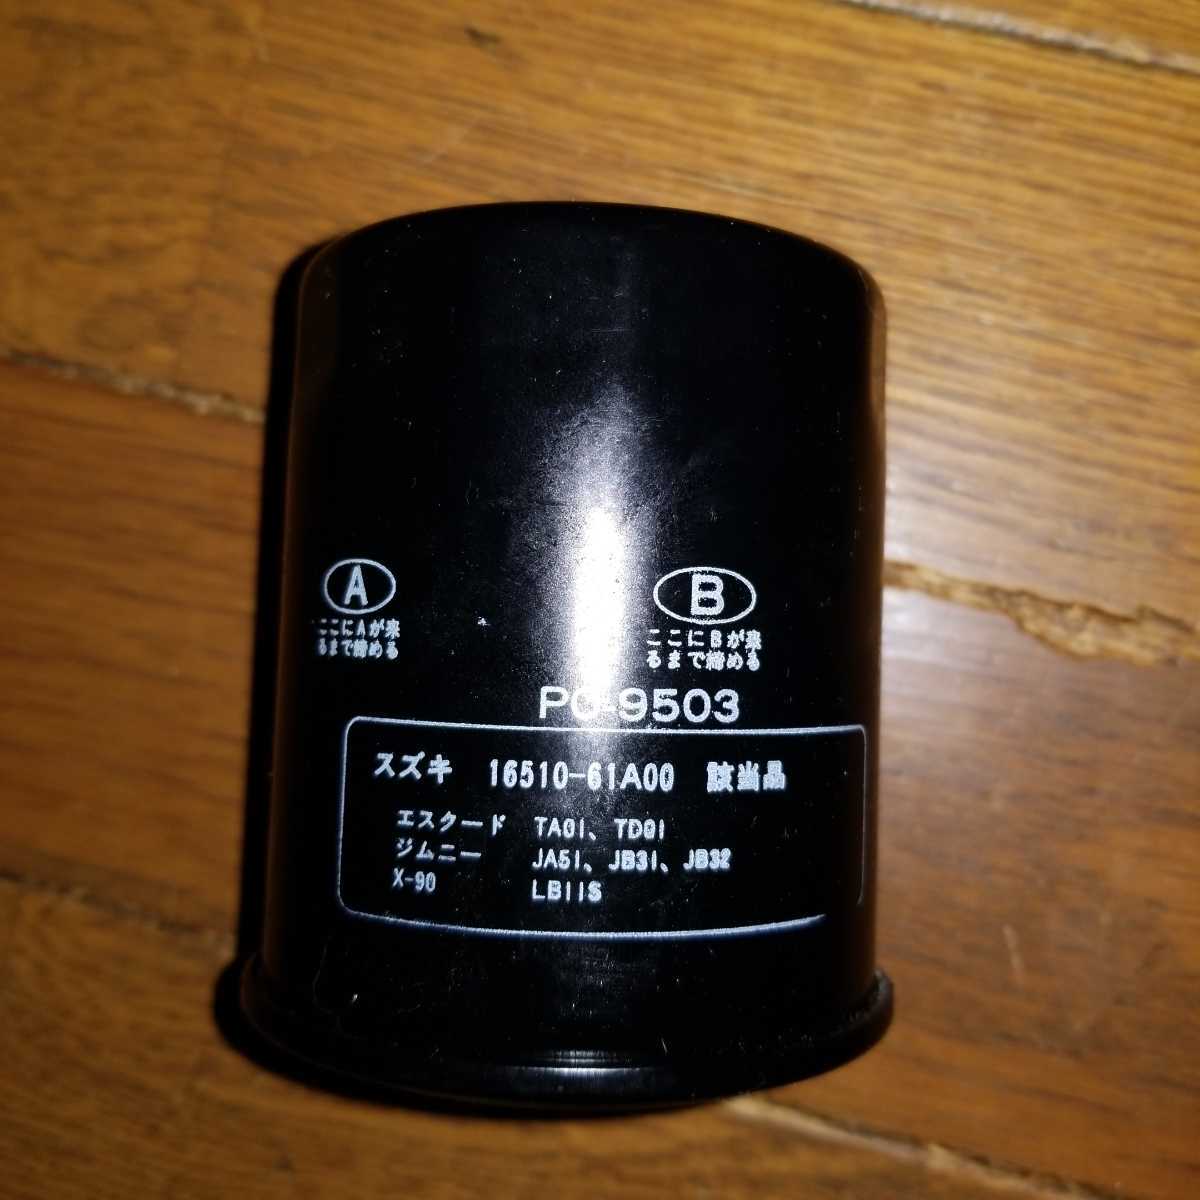 A
ここにAが来
るまで締める
B
ここにBが来
るまで締める
PO-9503
スズキ 16510-61A00 該当品
エスクード TA01、TD01
ジムニー JA51、JB31、JB32
X-90 LB11S